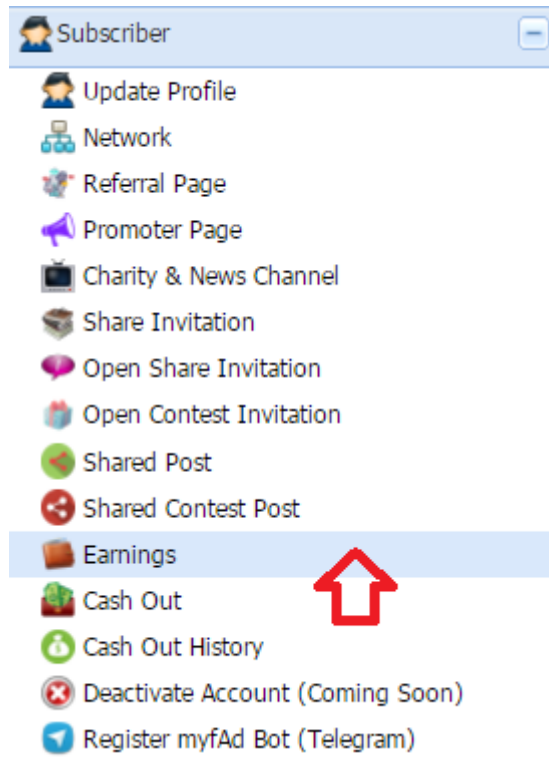 Subscriber
Update Profile
Network
Referral Page
Promoter Page
Charity & News Channel
Share Invitation
Open Share Invitation
Open Contest Invitation
Shared Post
Shared Contest Post
Earnings
Cash Out
Cash Out History
Deactivate Account (Coming Soon)
Register myfAd Bot (Telegram)